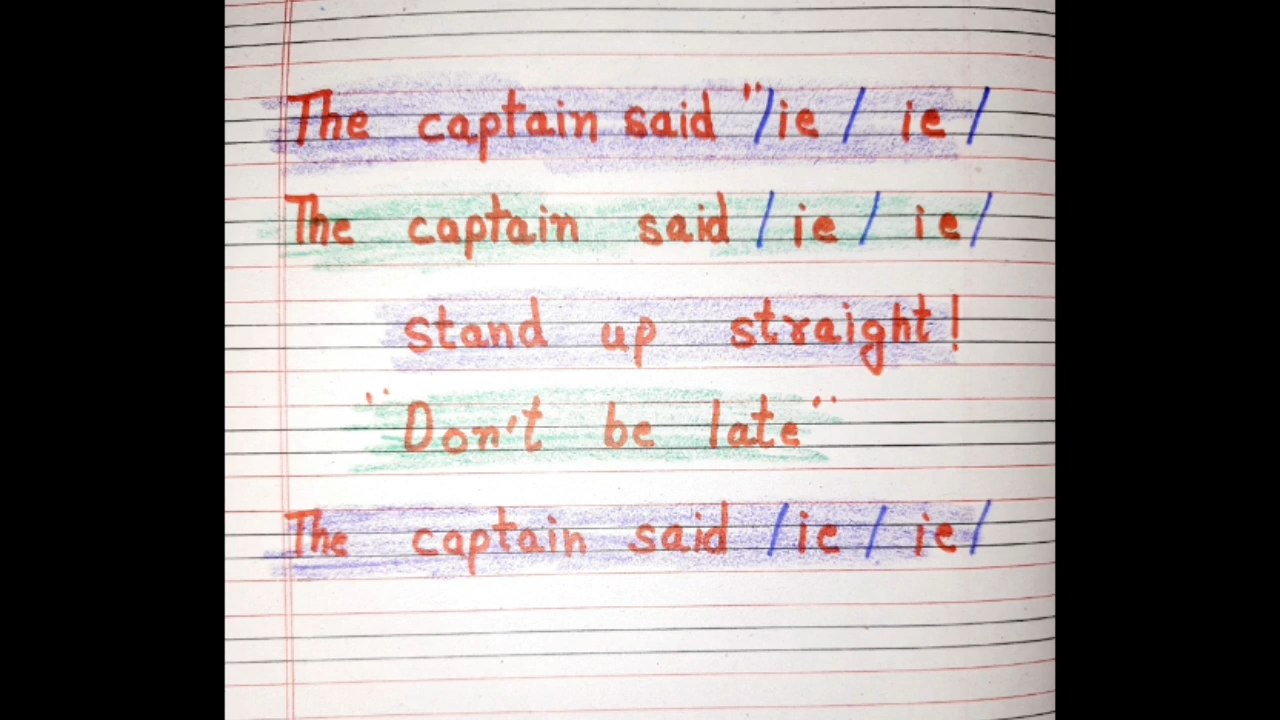 The captain said "/ie / ie /
The captain said / ie / ie /
stand up straight!
"Don't be late"
The captain said / ie / ie /